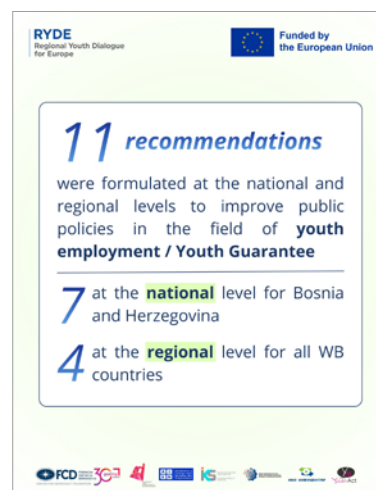 RYDE
Regional Youth Dialogue
for Europe
Funded by
the European Union
11 recommendations
were formulated at the national and
regional levels to improve public
policies in the field of youth
employment / Youth Guarantee
7 at the national level for Bosnia
and Herzegovina
4 at the regional level for all WB
countries
FCD